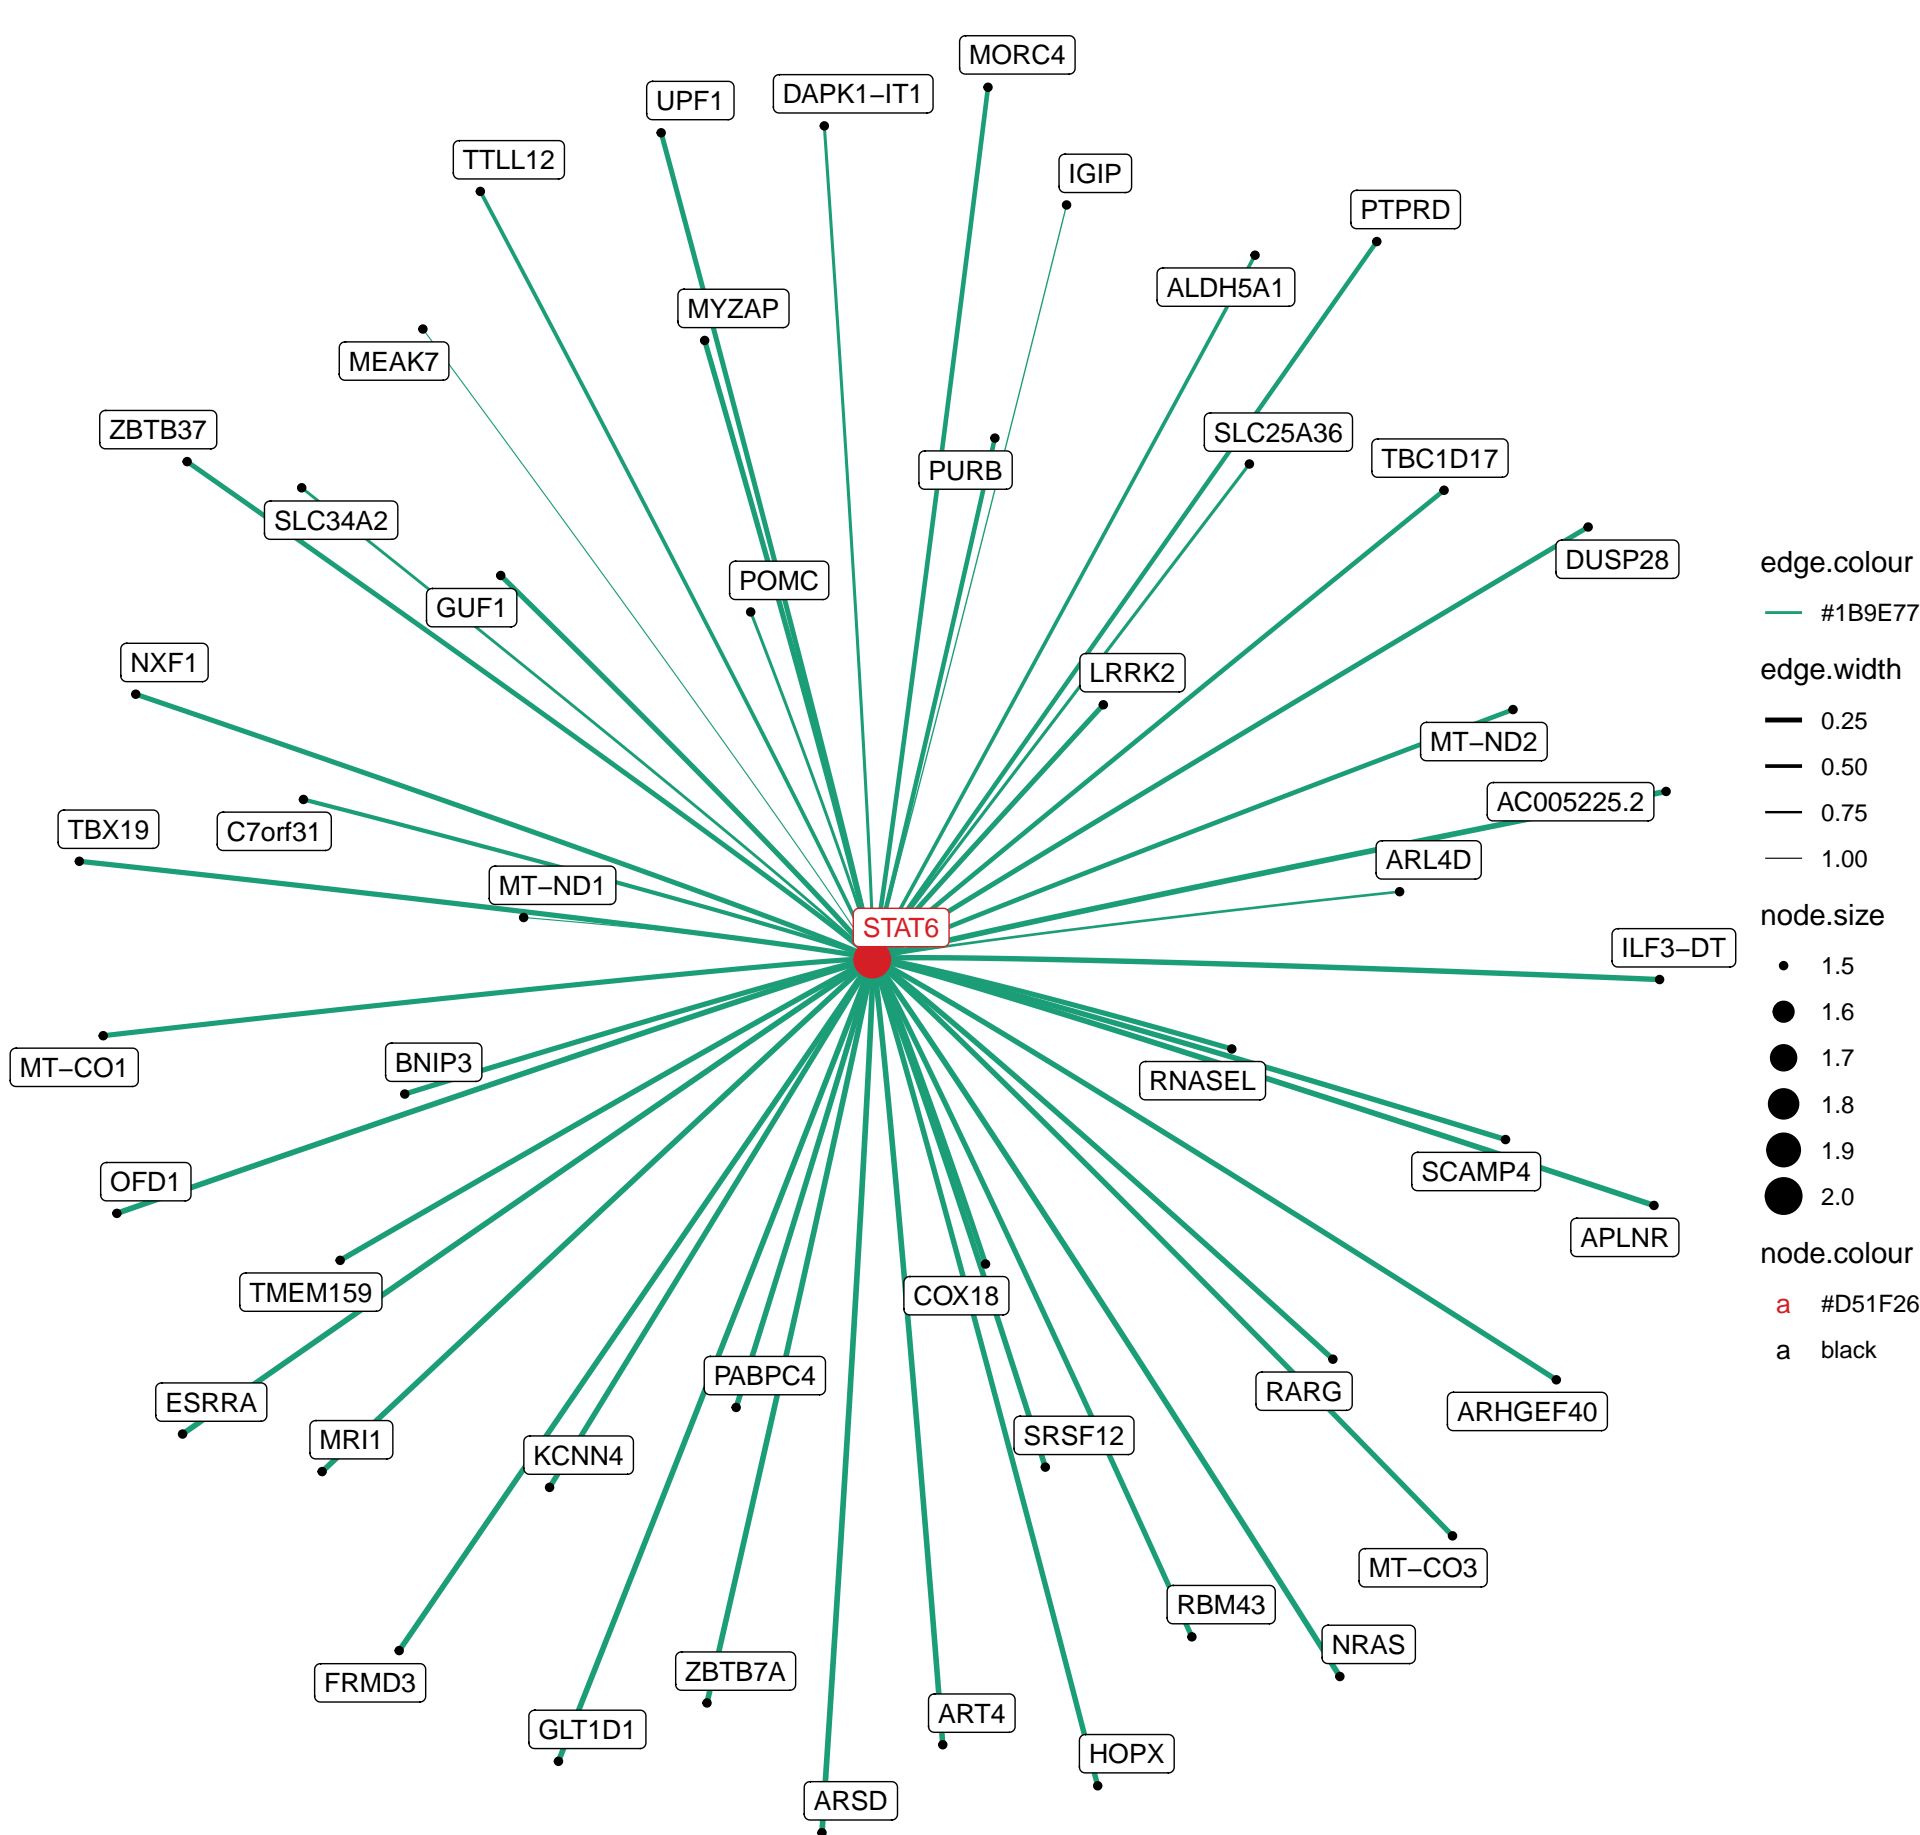 MORC4
DAPK1−IT1
UPF1
TTLL12
IGIP
PTPRD
ALDH5A1
MYZAP
MEAK7
ZBTB37
SLC25A36
TBC1D17
PURB
SLC34A2
DUSP28
POMC
GUF1
NXF1
LRRK2
MT−ND2
AC005225.2
TBX19
C7orf31
ARL4D
MT−ND1
STAT6
ILF3−DT
MT−CO1
BNIP3
RNASEL
SCAMP4
OFD1
APLNR
TMEM159
COX18
PABPC4
RARG
ESRRA
ARHGEF40
MRI1
SRSF12
KCNN4
MT−CO3
RBM43
NRAS
ZBTB7A
FRMD3
ART4
GLT1D1
HOPX
ARSD
edge.colour
#1B9E77
edge.width
0.25
0.50
0.75
1.00
node.size
1.5
1.6
1.7
1.8
1.9
2.0
node.colour
a #D51F26
a black